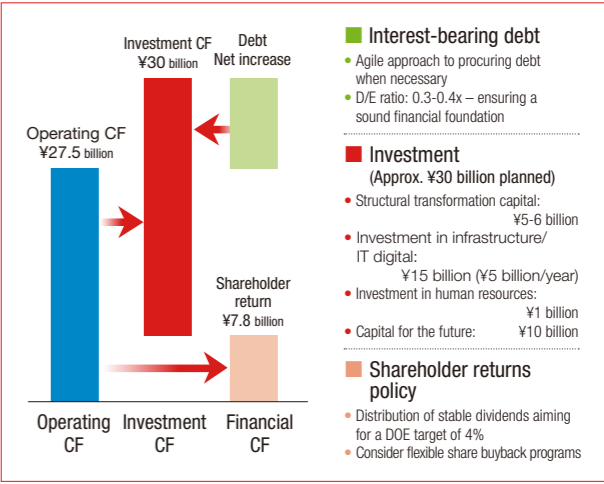 Investment CF
¥30 billion
Debt
Net increase
Operating CF
¥27.5 billion
Shareholder
return
¥7.8 billion
Operating
CF
Investment
CF
Financial
CF
Interest-bearing debt
• Agile approach to procuring debt
when necessary
• D/E ratio: 0.3-0.4x – ensuring a
sound financial foundation
Investment
(Approx. ¥30 billion planned)
• Structural transformation capital:
¥5-6 billion
• Investment in infrastructure/
IT digital:
¥15 billion (¥5 billion/year)
• Investment in human resources:
¥1 billion
• Capital for the future: ¥10 billion
Shareholder returns
policy
• Distribution of stable dividends aiming
for a DOE target of 4%
• Consider flexible share buyback programs